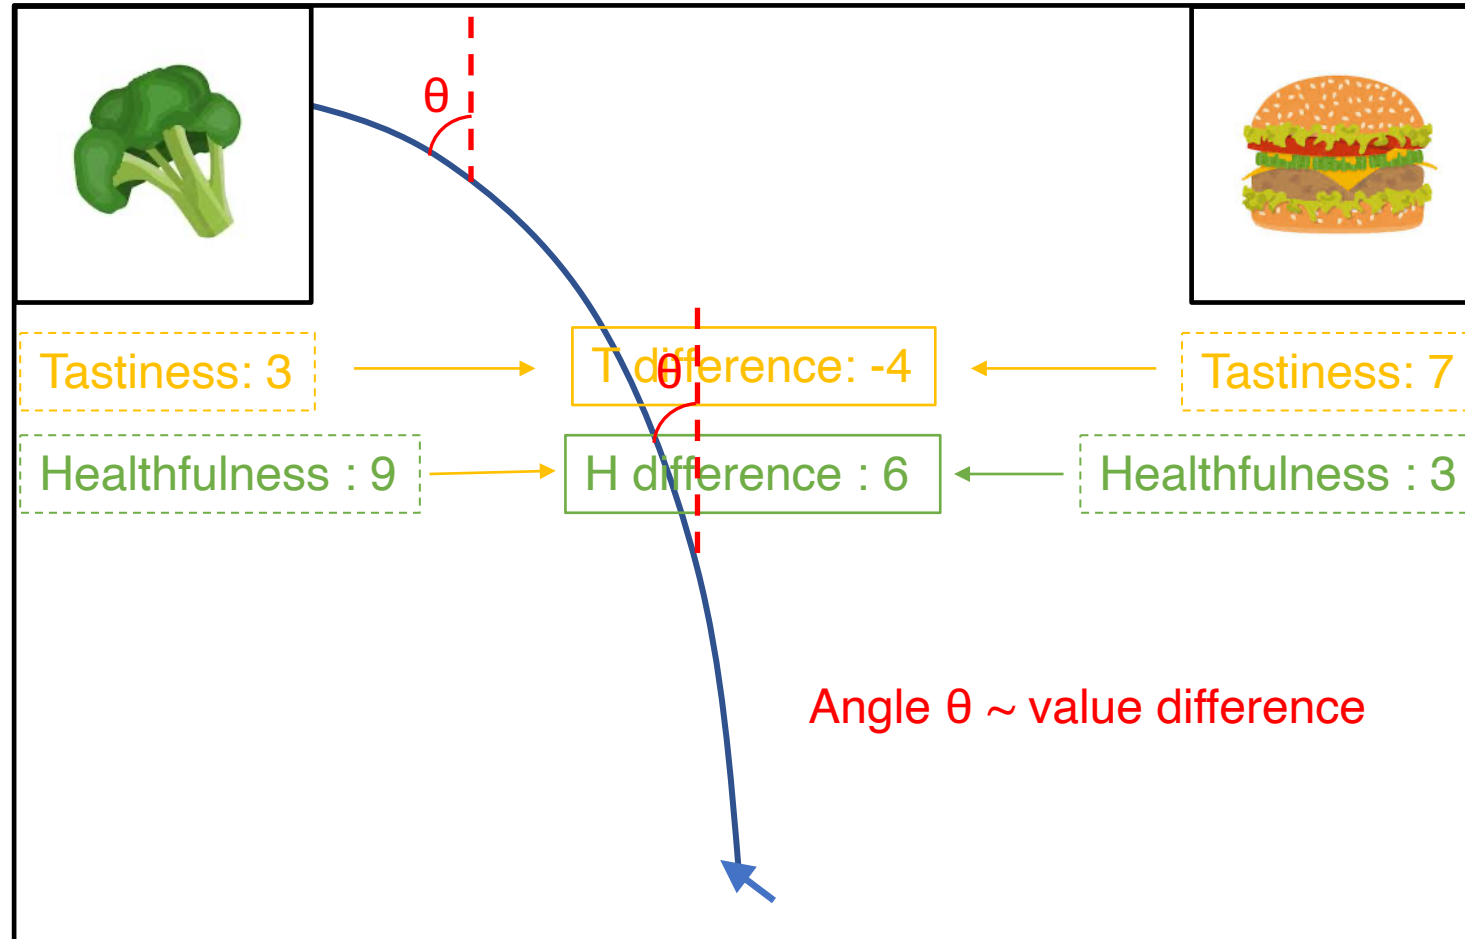 θ
Tastiness: 3
T difference: -4
Tastiness: 7
θ
Healthfulness : 9
H difference : 6
Healthfulness : 3
Angle θ ~ value difference